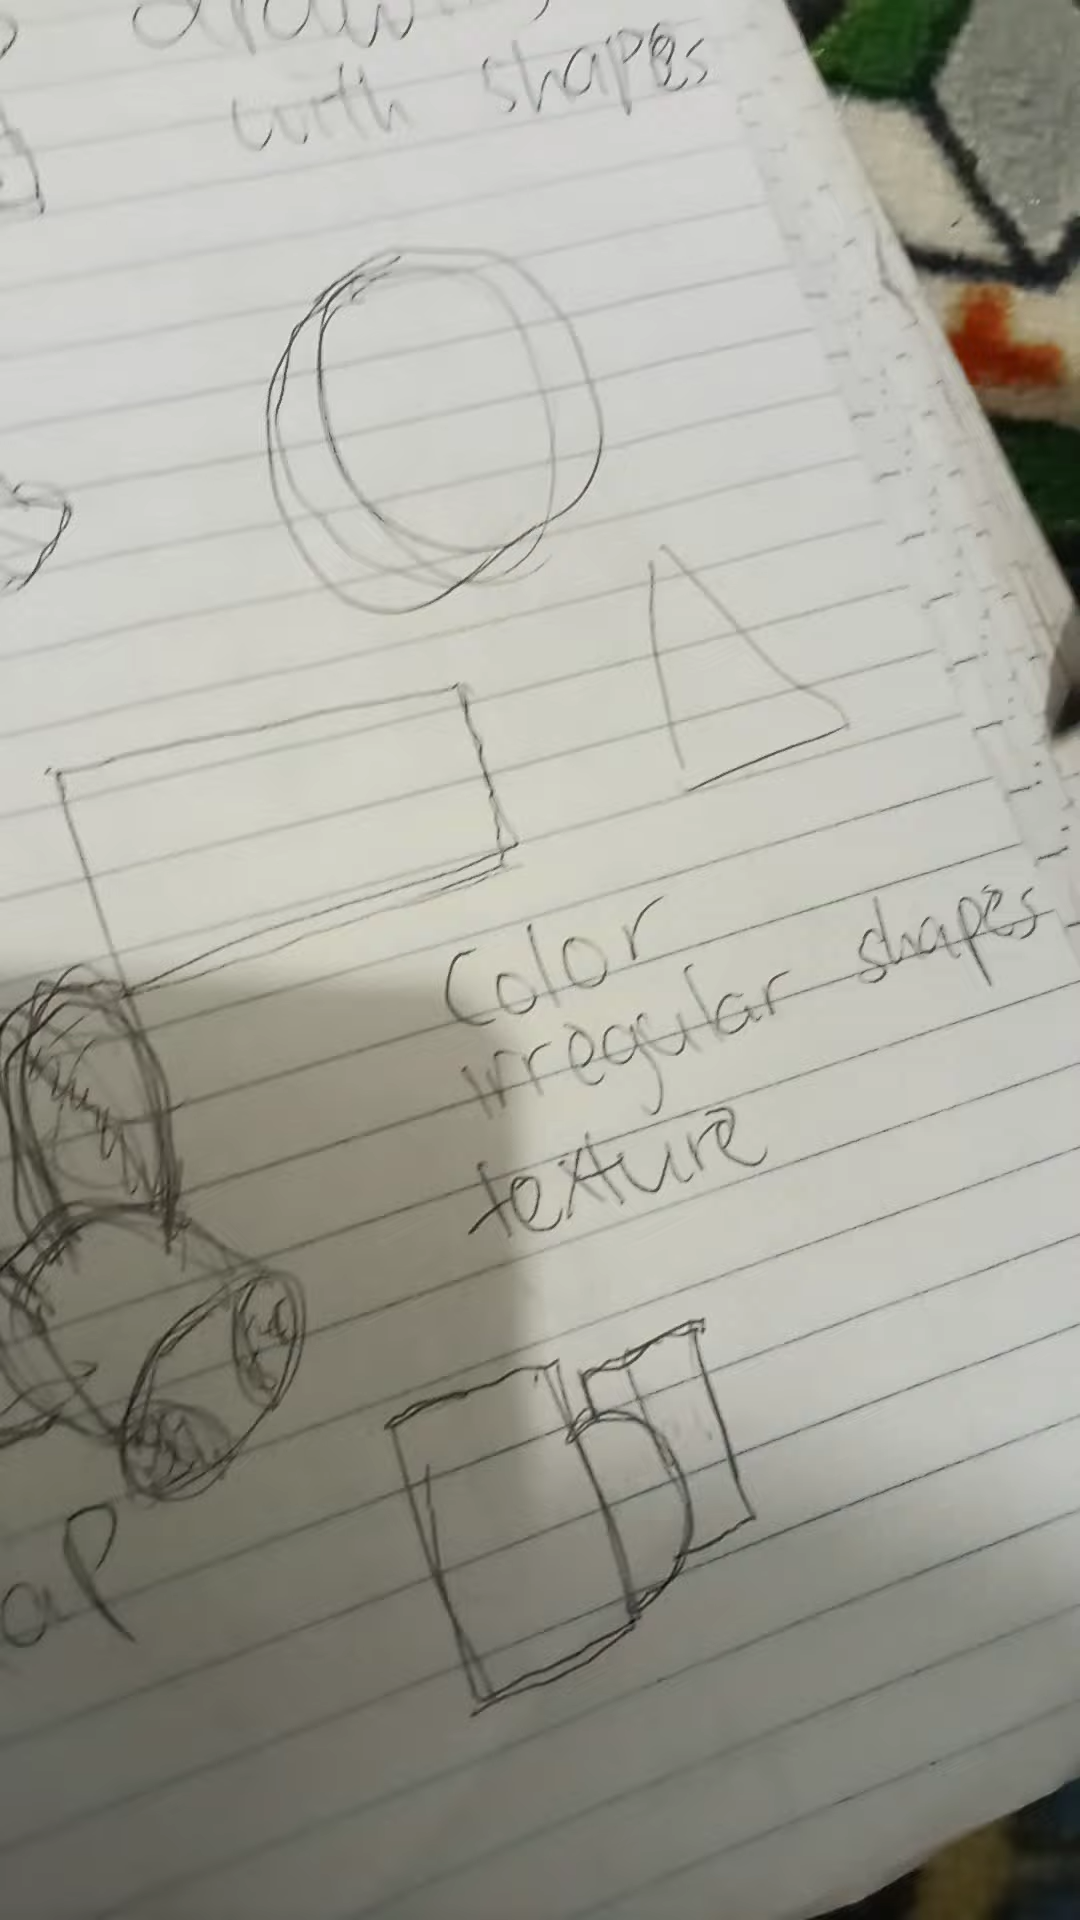 with shapes
Color
irregular shapes
texture